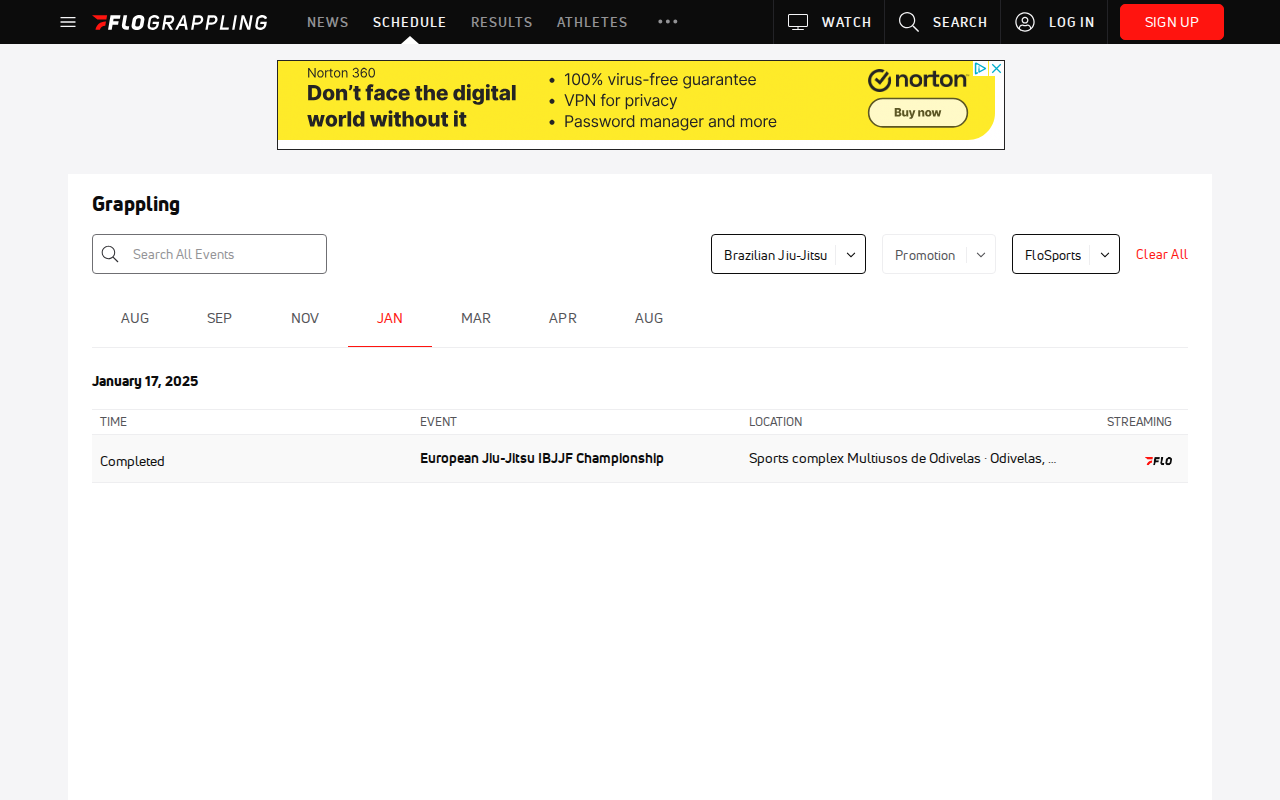 FLOGRAPPLING NEWS SCHEDULE RESULTS ATHLETES WATCH SEARCH LOG IN SIGN UP
Norton 360
Don't face the digital
world without it
• 100% virus-free guarantee
• VPN for privacy
• Password manager and more
norton
Buy now
Grappling
Search All Events
Brazilian Jiu-Jitsu
Promotion
FloSports
Clear All
AUG SEP NOV JAN MAR APR AUG
January 17, 2025
TIME EVENT LOCATION STREAMING
Completed European Jiu-Jitsu IBJJF Championship Sports complex Multiusos de Odivelas · Odivelas, ... FLO